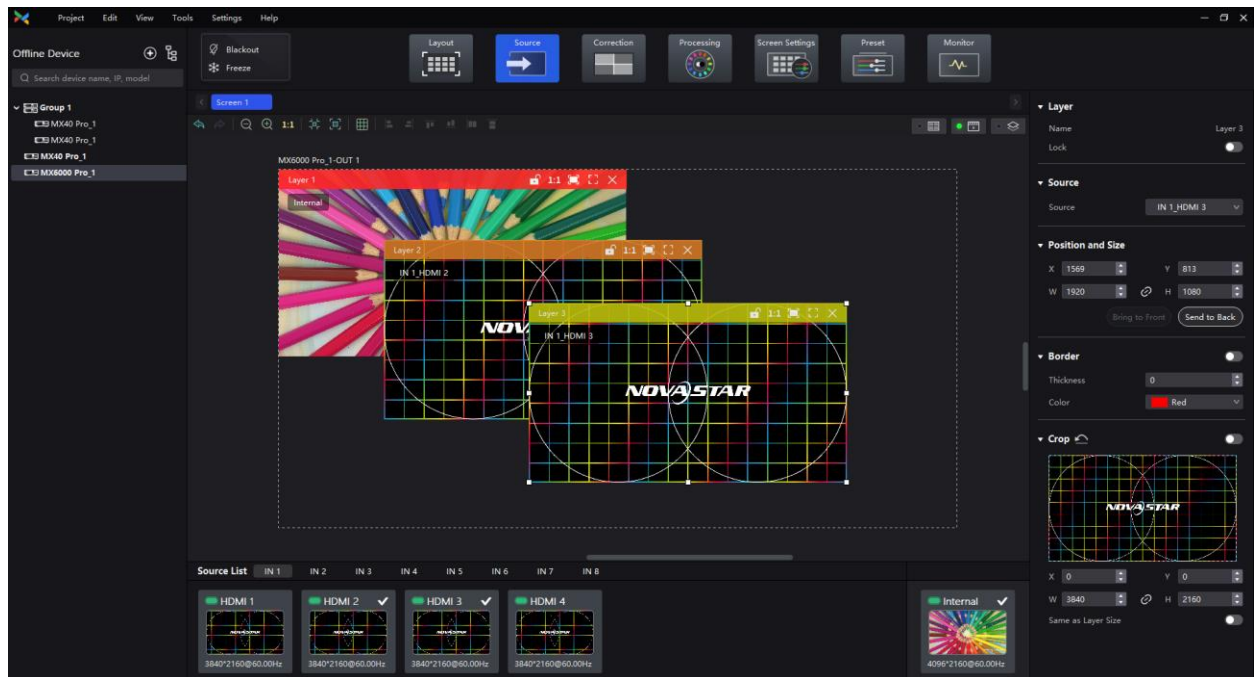 Project Edit View Tools Settings Help
Offline Device
Search device name, IP, model
Group 1
MX40 Pro_1
MX40 Pro_1
MX40 Pro_1
MX6000 Pro_1
Blackout
Freeze
Layout
Source
Correction
Processing
Screen Settings
Preset
Monitor
Screen 1
1:1
MX6000 Pro_1-OUT 1
Layer 1 1:1
Internal
Layer 2 1:1
IN 1_HDMI 2
NOV
Layer 3 1:1
IN 1_HDMI 3
NOVASTAR
Source List IN 1 IN 2 IN 3 IN 4 IN 5 IN 6 IN 7 IN 8
HDMI 1
NOVASTAR
3840*2160@60.00Hz
HDMI 2
NOVASTAR
3840*2160@60.00Hz
HDMI 3
NOVASTAR
3840*2160@60.00Hz
HDMI 4
NOVASTAR
3840*2160@60.00Hz
Internal
4096*2160@60.00Hz
Layer
Name Layer 3
Lock
Source
Source IN 1_HDMI 3
Position and Size
X 1569 Y 813
W 1920 H 1080
Bring to Front Send to Back
Border
Thickness 0
Color Red
Crop
NOVASTAR
X 0 Y 0
W 3840 H 2160
Same as Layer Size